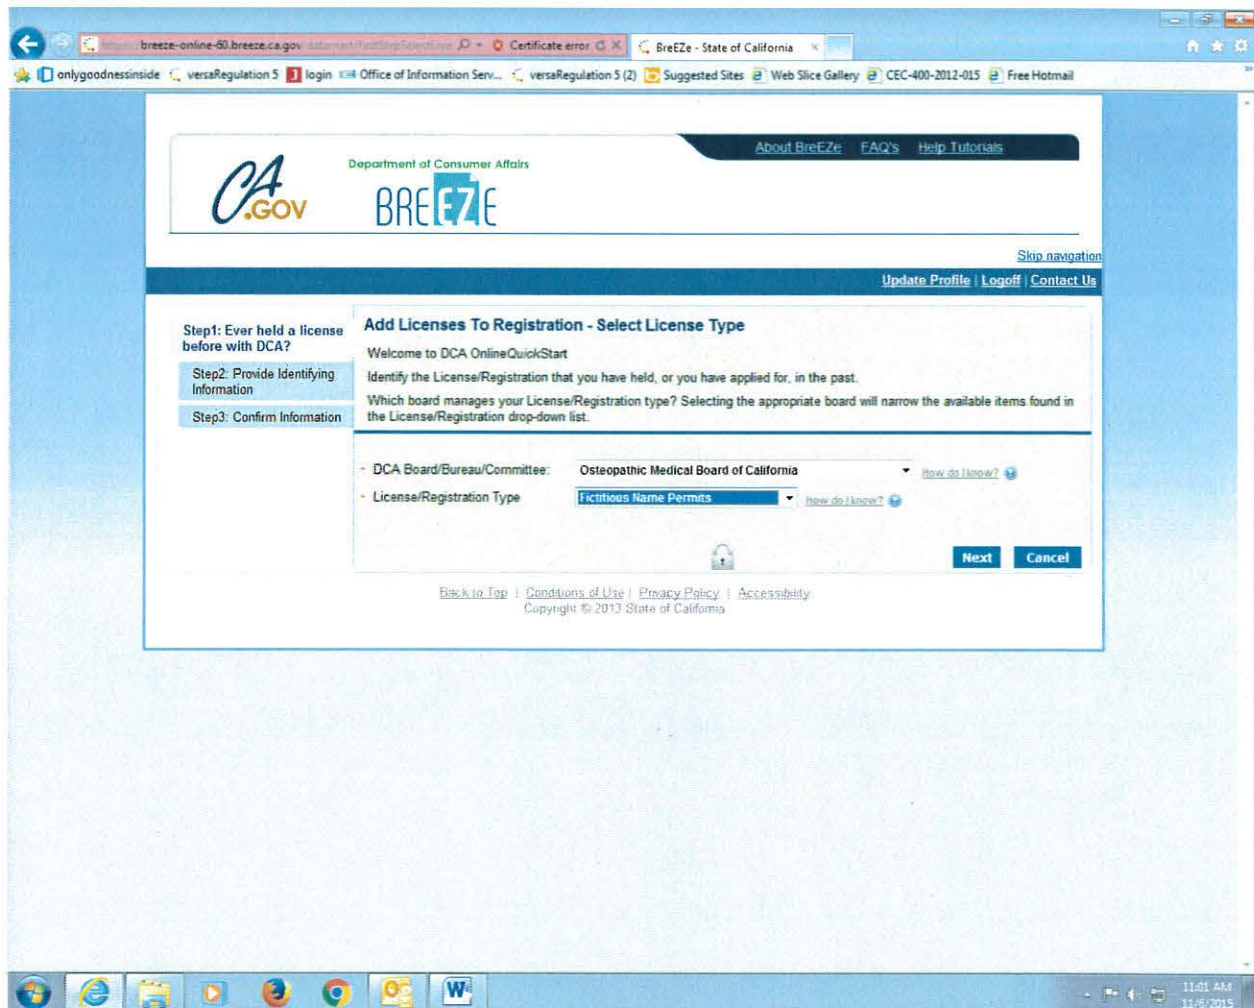 breeze-online-60.breeze.ca.gov
Certificate error
BreEZe - State of California
onlygoodnessinside
versaRegulation 5
login
Office of Information Serv...
versaRegulation 5 (2)
Suggested Sites
Web Slice Gallery
CEC-400-2012-015
Free Hotmail
About BreEZe FAQ's Help Tutorials
CA.GOV
Department of Consumer Affairs
BREEZE
Skip navigation
Update Profile | Logoff | Contact Us
Step1: Ever held a license
before with DCA?
Step2: Provide Identifying
Information
Step3: Confirm Information
Add Licenses To Registration - Select License Type
Welcome to DCA OnlineQuickStart
Identify the License/Registration that you have held, or you have applied for, in the past.
Which board manages your License/Registration type? Selecting the appropriate board will narrow the available items found in
the License/Registration drop-down list.
DCA Board/Bureau/Committee: Osteopathic Medical Board of California How do I know?
License/Registration Type Fictitious Name Permits How do I know?
Next Cancel
Back to Top | Conditions of Use | Privacy Policy | Accessibility
Copyright © 2013 State of California
11:01 AM
11/6/2015